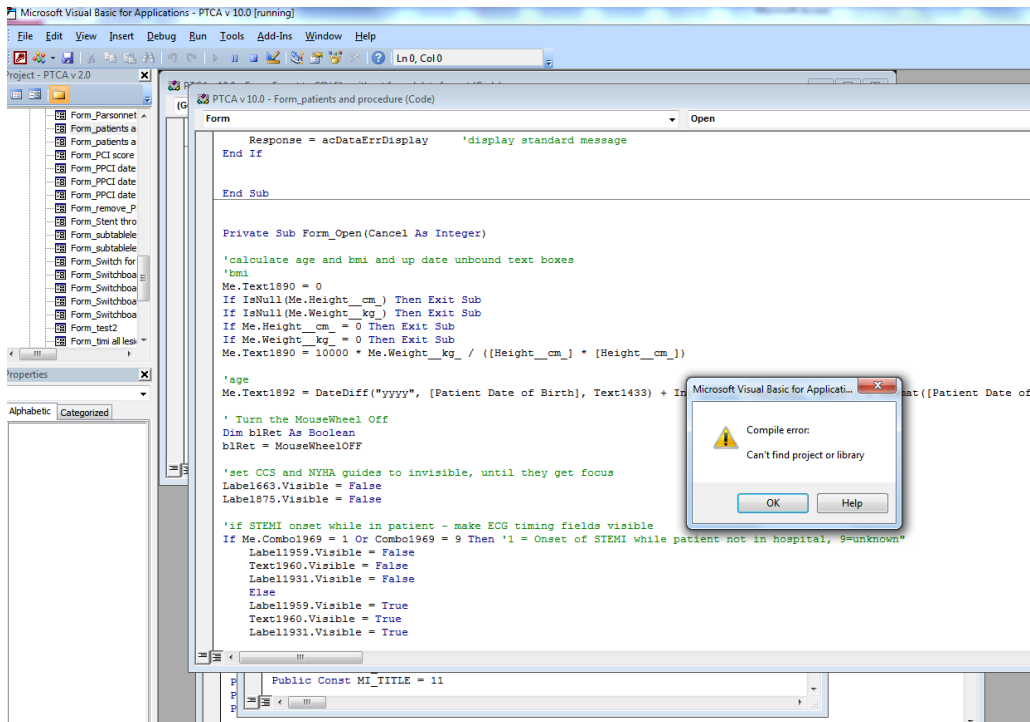 Microsoft Visual Basic for Applications - PTCA v 10.0 [running]
File Edit View Insert Debug Run Tools Add-Ins Window Help
Ln 0, Col 0
Project - PTCA v 2.0
PTCA v 10.0 - Form_patients and procedure (Code)
Form
Open
Form_Parsonnet
Form_patients a
Form_patients a
Form_PCI score
Form_PPCI date
Form_PPCI date
Form_PPCI date
Form_remove_P
Form_Stent thro
Form_subtablele
Form_subtablele
Form_Switch for
Form_Switchboa
Form_Switchboa
Form_Switchboa
Form_Switchboa
Form_test2
Form_timi all lesi
Properties
Alphabetic Categorized
Response = acDataErrDisplay 'display standard message
End If
End Sub
Private Sub Form_Open(Cancel As Integer)
'calculate age and bmi and up date unbound text boxes
'bmi
Me.Text1890 = 0
If IsNull(Me.Height__cm_) Then Exit Sub
If IsNull(Me.Weight__kg_) Then Exit Sub
If Me.Height__cm_ = 0 Then Exit Sub
If Me.Weight__kg_ = 0 Then Exit Sub
Me.Text1890 = 10000 * Me.Weight__kg_ / ([Height__cm_] * [Height__cm_])
'age
Me.Text1892 = DateDiff("yyyy", [Patient Date of Birth], Text1433) + In
at([Patient Date of
' Turn the MouseWheel Off
Dim blRet As Boolean
blRet = MouseWheelOFF
'set CCS and NYHA guides to invisible, until they get focus
Label663.Visible = False
Label875.Visible = False
'if STEMI onset while in patient - make ECG timing fields visible
If Me.Combo1969 = 1 Or Combo1969 = 9 Then '1 = Onset of STEMI while patient not in hospital, 9=unknown"
Label1959.Visible = False
Text1960.Visible = False
Label1931.Visible = False
Else
Label1959.Visible = True
Text1960.Visible = True
Label1931.Visible = True
Microsoft Visual Basic for Applicati...
Compile error:
Can't find project or library
OK Help
Public Const MI_TITLE = 11